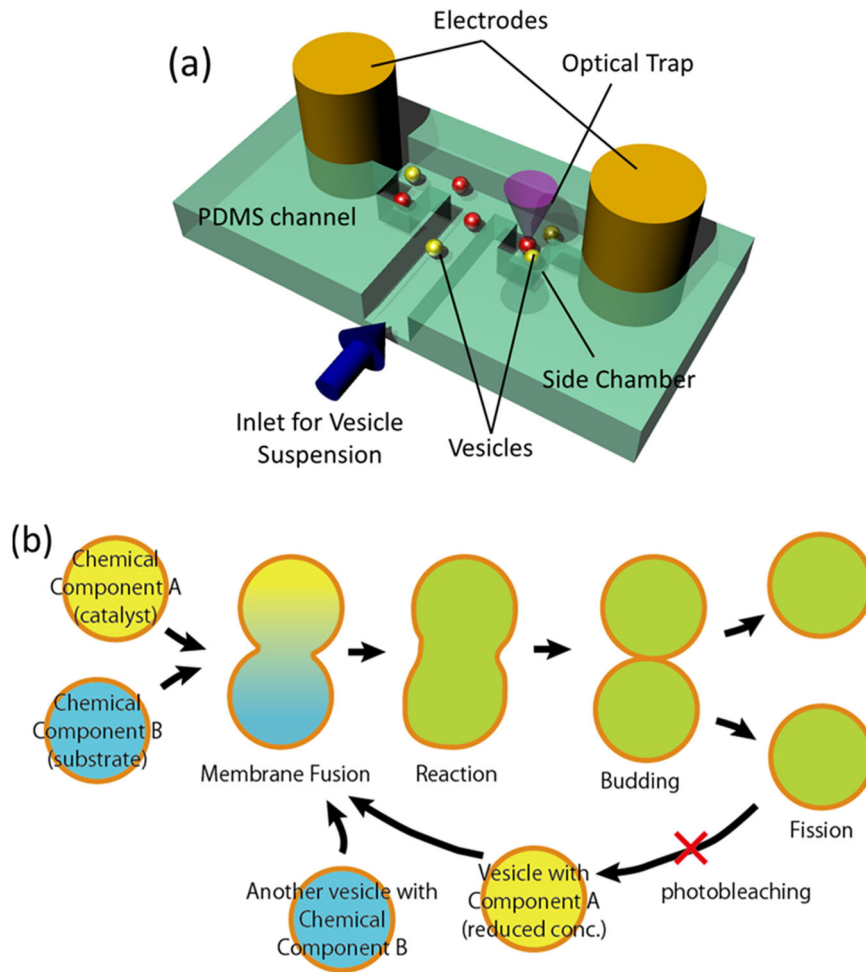 Electrodes
(a)
Optical Trap
PDMS channel
Side Chamber
Inlet for Vesicle
Suspension
Vesicles
(b)
Chemical
Component A
(catalyst)
Chemical
Component B
(substrate)
Membrane Fusion
Reaction
Budding
Fission
Another vesicle with
Chemical
Component B
Vesicle with
Component A
(reduced conc.)
photobleaching